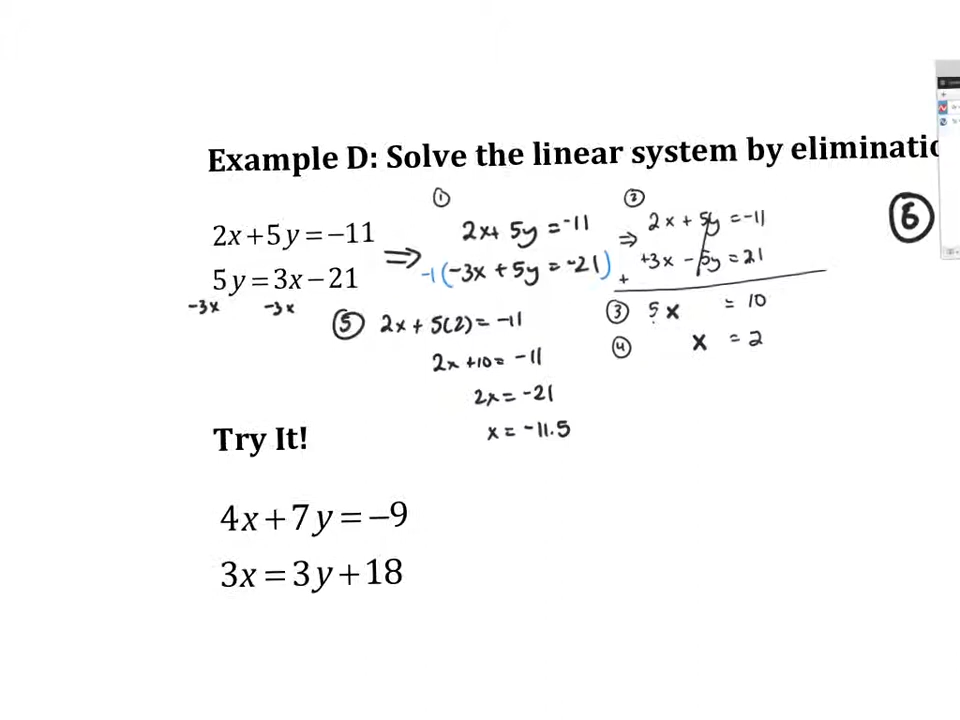 Example D: Solve the linear system by eliminatio
① ②
2x+5y=−11
5y=3x−21
−3x −3x
⇒ 2x+ 5y = −11
−1(−3x + 5y = −21)
⇒ 2x + 5y = −11
+ +3x − 5y = 21
③ 5x = 10
④ x = 2
⑤ 2x + 5(2) = −11
2x +10 = −11
2x = −21
x = −11.5
⑥
Try It!
4x+7y=−9
3x=3y+18